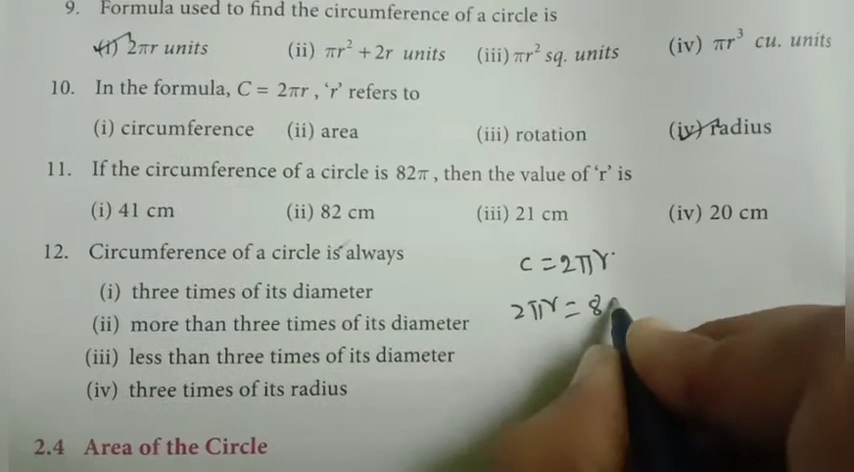 9. Formula used to find the circumference of a circle is
(i) 2πr units (ii) πr² + 2r units (iii) πr² sq. units (iv) πr³ cu. units
10. In the formula, C = 2πr , ‘r’ refers to
(i) circumference (ii) area (iii) rotation (iv) radius
11. If the circumference of a circle is 82π , then the value of ‘r’ is
(i) 41 cm (ii) 82 cm (iii) 21 cm (iv) 20 cm
12. Circumference of a circle is always
(i) three times of its diameter
(ii) more than three times of its diameter
(iii) less than three times of its diameter
(iv) three times of its radius
C = 2πr
2πr = 8
2.4 Area of the Circle